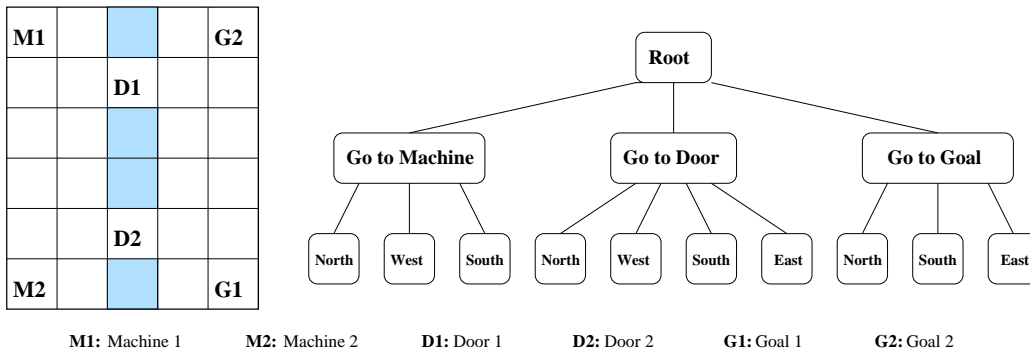 M1 G2
D1
D2
M2 G1
Root
Go to Machine Go to Door Go to Goal
North West South North West South East North South East
M1: Machine 1 M2: Machine 2 D1: Door 1 D2: Door 2 G1: Goal 1 G2: Goal 2